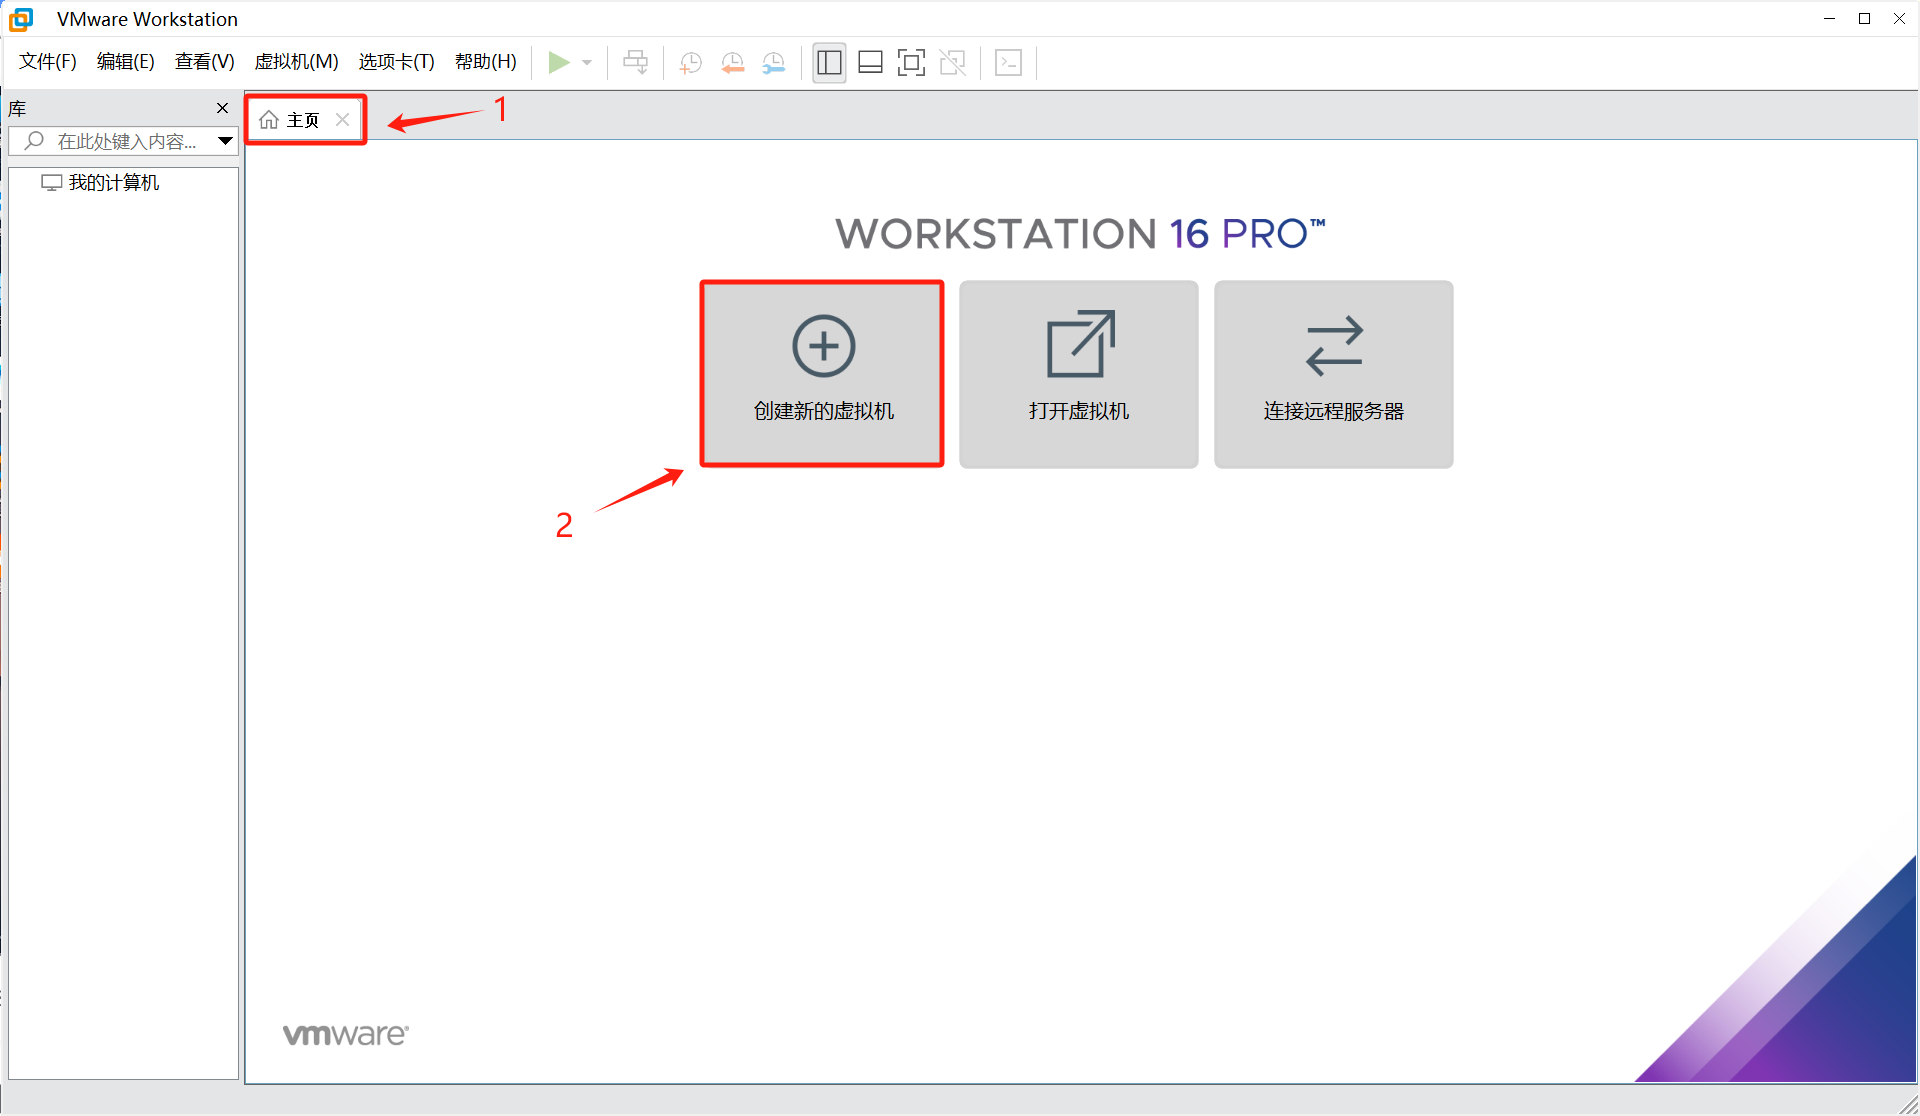 VMware Workstation
文件(F) 编辑(E) 查看(V) 虚拟机(M) 选项卡(T) 帮助(H)
库
在此处键入内容...
我的计算机
主页
1
WORKSTATION 16 PRO™
创建新的虚拟机
打开虚拟机
连接远程服务器
2
vmware®